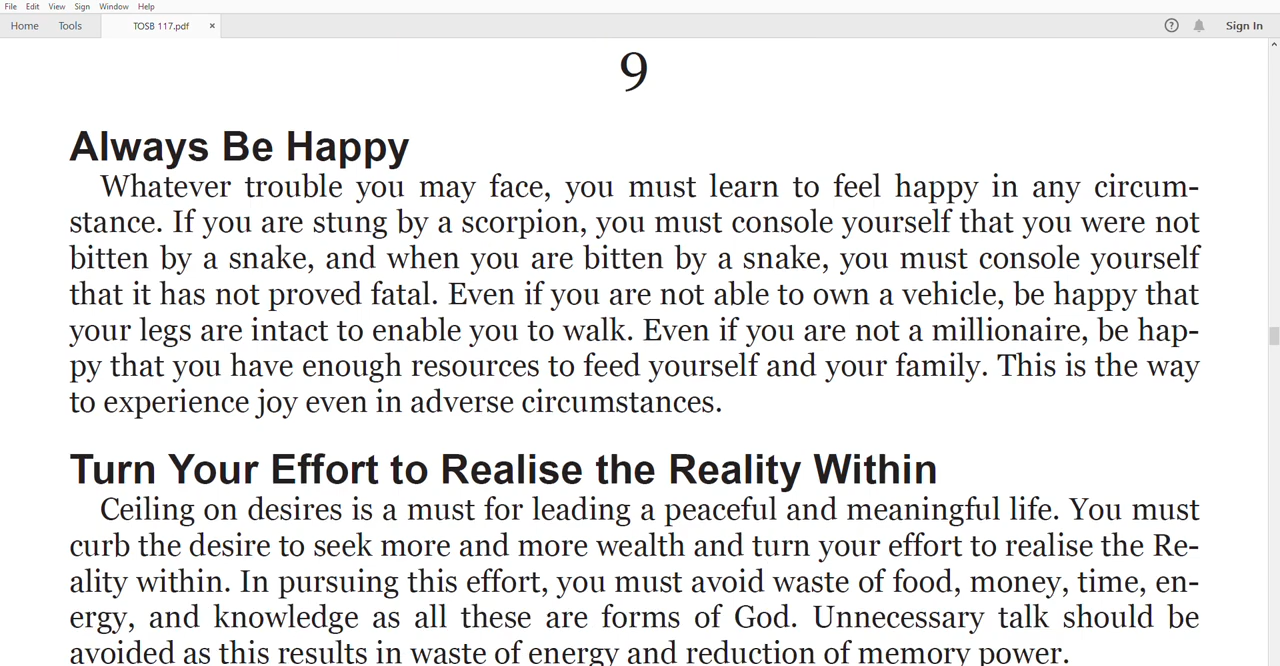 File Edit View Sign Window Help
Home Tools TOSB 117.pdf × ? Sign In
9
Always Be Happy
Whatever trouble you may face, you must learn to feel happy in any circum-
stance. If you are stung by a scorpion, you must console yourself that you were not
bitten by a snake, and when you are bitten by a snake, you must console yourself
that it has not proved fatal. Even if you are not able to own a vehicle, be happy that
your legs are intact to enable you to walk. Even if you are not a millionaire, be hap-
py that you have enough resources to feed yourself and your family. This is the way
to experience joy even in adverse circumstances.
Turn Your Effort to Realise the Reality Within
Ceiling on desires is a must for leading a peaceful and meaningful life. You must
curb the desire to seek more and more wealth and turn your effort to realise the Re-
ality within. In pursuing this effort, you must avoid waste of food, money, time, en-
ergy, and knowledge as all these are forms of God. Unnecessary talk should be
avoided as this results in waste of energy and reduction of memory power.